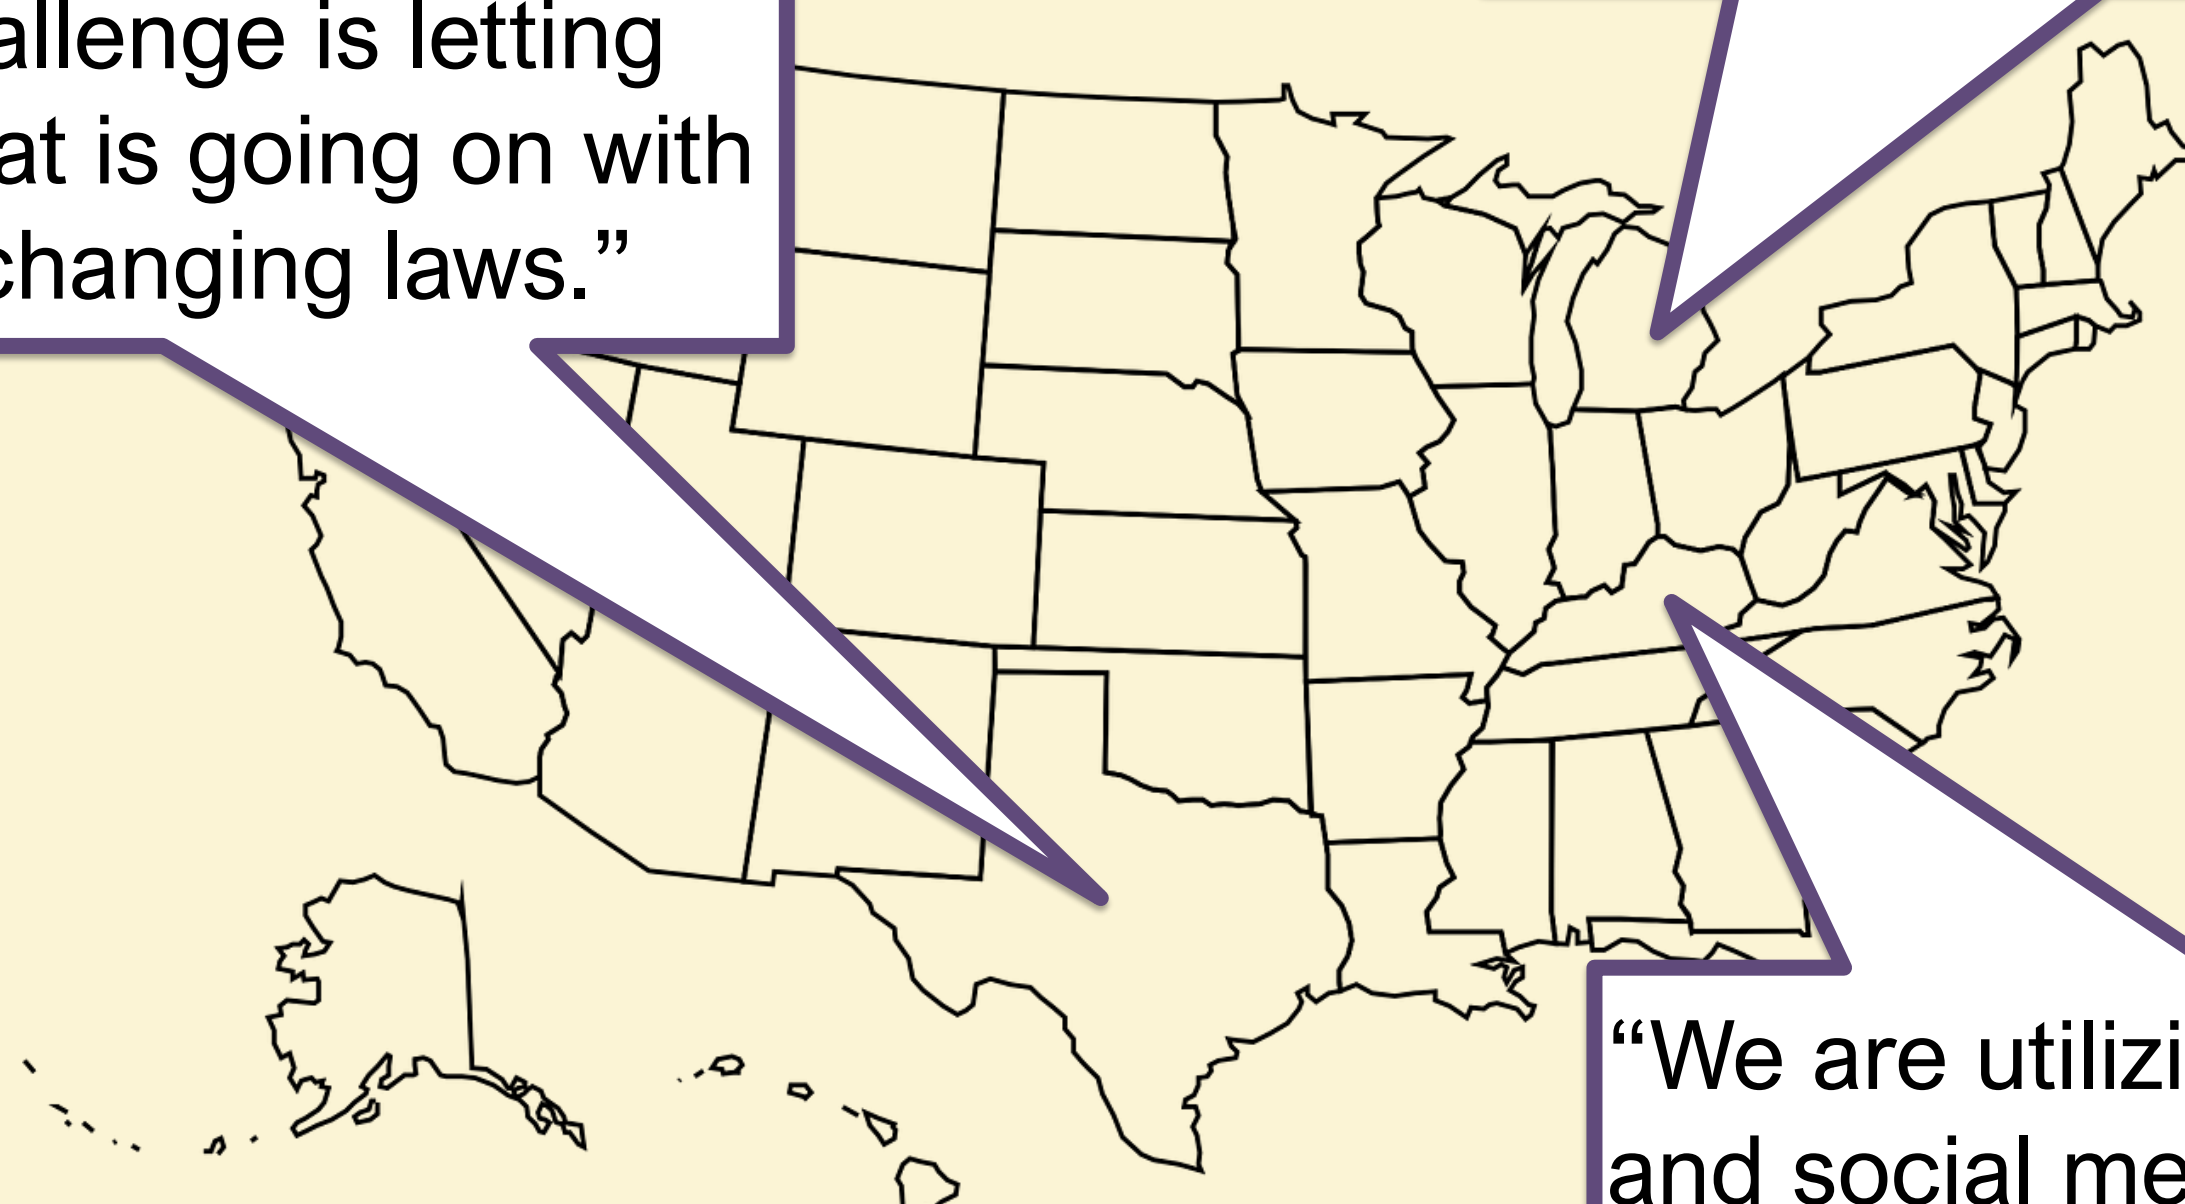 allenge is letting
at is going on with
changing laws.”
“We are utilizi
and social me